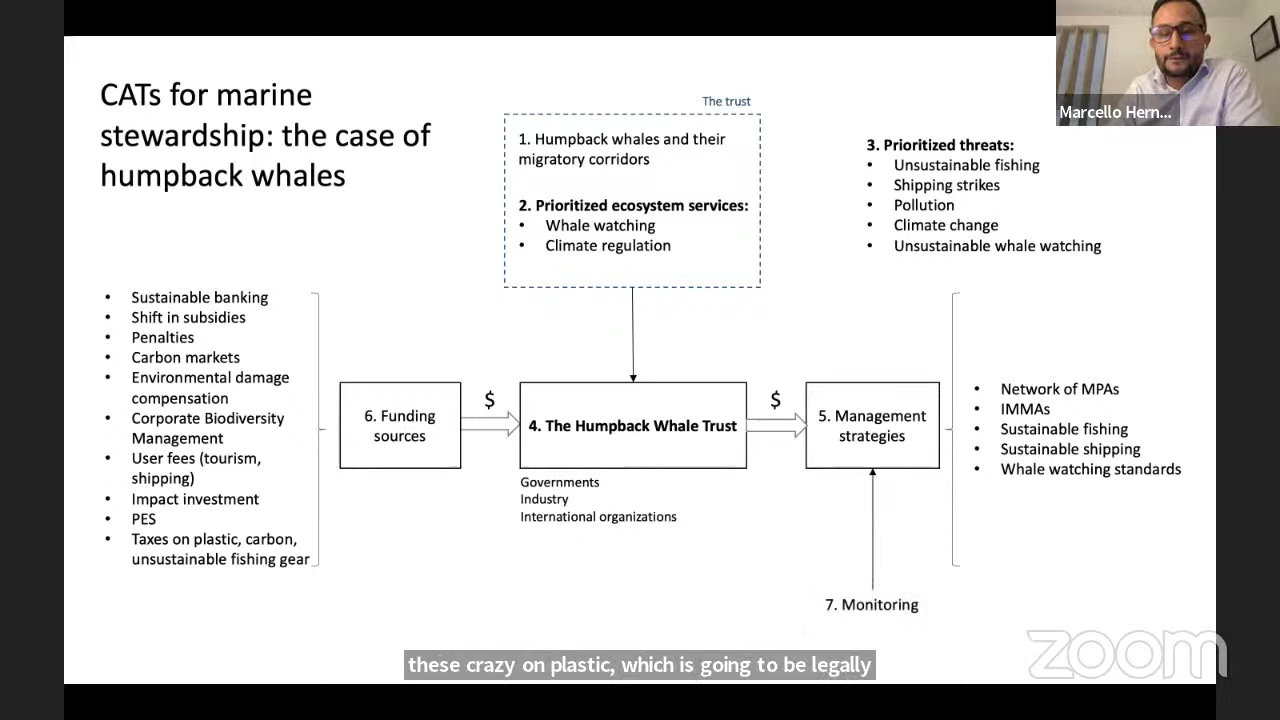 CATs for marine
stewardship: the case of
humpback whales
The trust
1. Humpback whales and their
migratory corridors
2. Prioritized ecosystem services:
• Whale watching
• Climate regulation
Marcello Hern...
3. Prioritized threats:
• Unsustainable fishing
• Shipping strikes
• Pollution
• Climate change
• Unsustainable whale watching
• Sustainable banking
• Shift in subsidies
• Penalties
• Carbon markets
• Environmental damage
compensation
• Corporate Biodiversity
Management
• User fees (tourism,
shipping)
• Impact investment
• PES
• Taxes on plastic, carbon,
unsustainable fishing gear
6. Funding
sources
$
4. The Humpback Whale Trust
Governments
Industry
International organizations
$
5. Management
strategies
• Network of MPAs
• IMMAs
• Sustainable fishing
• Sustainable shipping
• Whale watching standards
7. Monitoring
these crazy on plastic, which is going to be legally
zoom